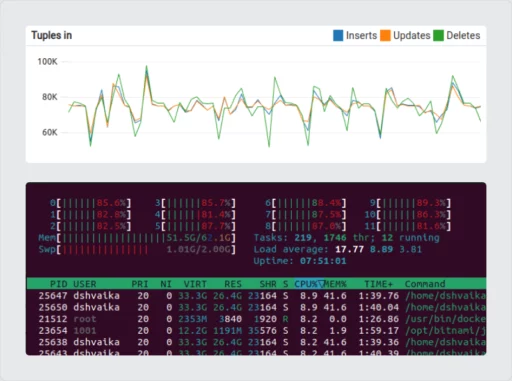 Tuples in
Inserts Updates Deletes
100K
80K
60K
0[||||||85.6%] 3[||||||85.7%] 6[||||||88.4%] 9[||||||89.3%]
1[||||||82.8%] 4[||||||81.4%] 7[||||||87.5%] 10[||||||86.3%]
2[||||||82.5%] 5[||||||87.7%] 8[||||||87.0%] 11[||||||81.6%]
Mem[||||||||||||||||||||51.5G/62.1G] Tasks: 219, 1746 thr; 12 running
Swp[|||||||||||||||| 1.01G/2.00G] Load average: 17.77 8.89 3.81
Uptime: 07:51:01
PID USER PRI NI VIRT RES SHR S CPU%▽MEM% TIME+ Command
25647 dshvaika 20 0 33.3G 26.4G 23164 S 8.9 41.6 1:39.76 /home/dshvaika
25650 dshvaika 20 0 33.3G 26.4G 23164 S 8.9 41.6 1:40.04 /home/dshvaika
21512 root 20 0 2353M 3840 1920 R 8.2 0.0 1:26.86 /usr/bin/docke
23654 1001 20 0 12.2G 1191M 35576 S 8.2 1.9 59:17 /opt/bitnami/j
25638 dshvaika 20 0 33.3G 26.4G 23164 S 8.2 41.6 1:39.36 /home/dshvaika
25643 dshvaika 20 0 33.3G 26.4G 23164 S 8.2 41.6 1:40.39 /home/dshvaika